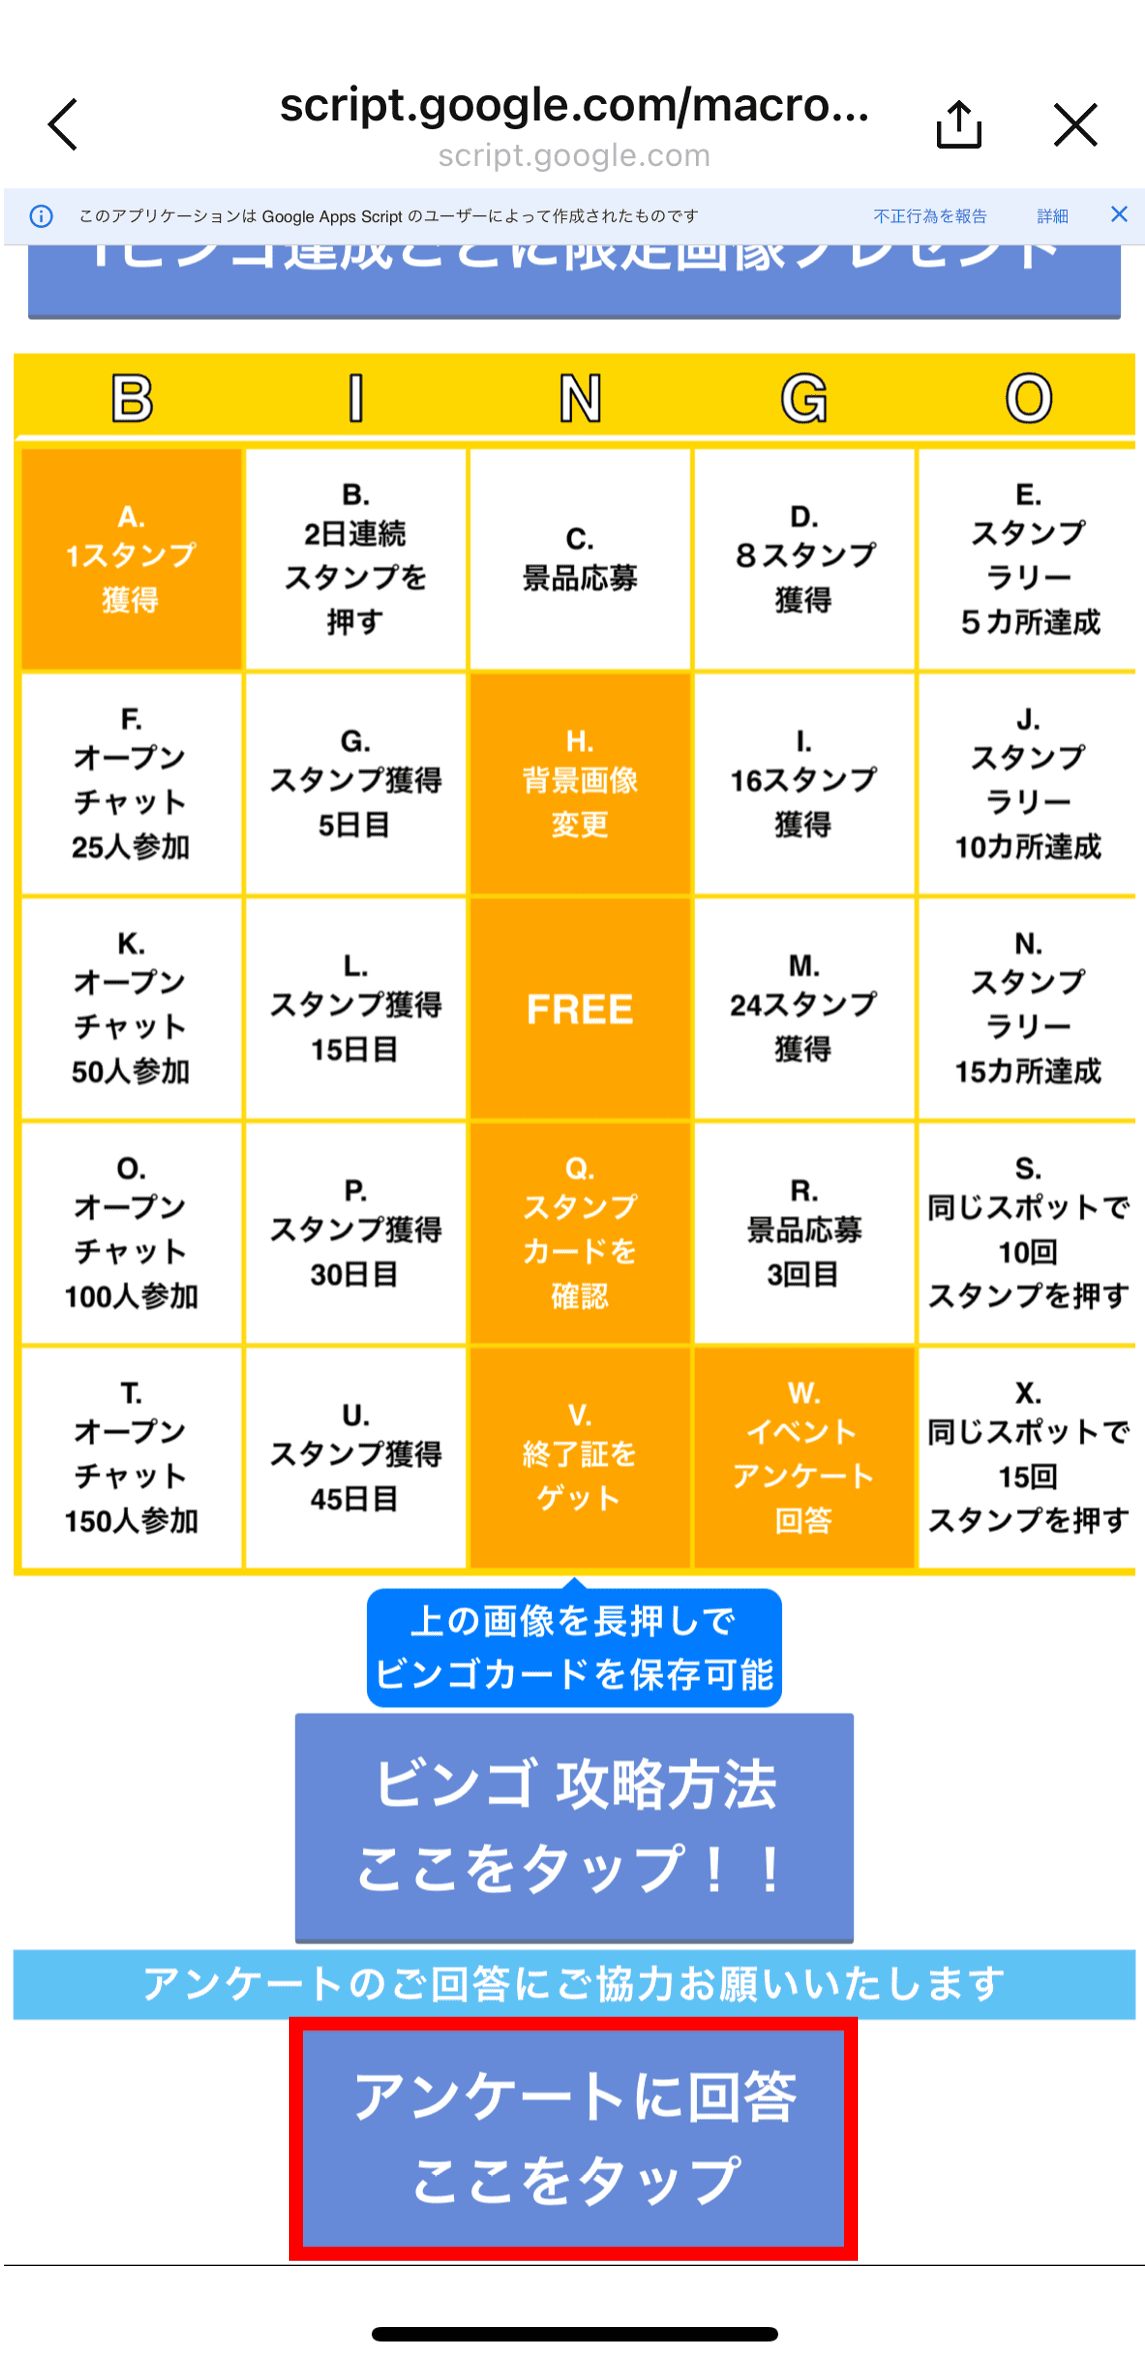 script.google.com/macro...
script.google.com
このアプリケーションは Google Apps Script のユーザーによって作成されたものです
不正行為を報告
詳細
1ビンゴ達成ごとに限定画像プレゼント
B I N G O
A.
1スタンプ
獲得
B.
2日連続
スタンプを
押す
C.
景品応募
D.
８スタンプ
獲得
E.
スタンプ
ラリー
５カ所達成
F.
オープン
チャット
25人参加
G.
スタンプ獲得
5日目
H.
背景画像
変更
I.
16スタンプ
獲得
J.
スタンプ
ラリー
10カ所達成
K.
オープン
チャット
50人参加
L.
スタンプ獲得
15日目
FREE
M.
24スタンプ
獲得
N.
スタンプ
ラリー
15カ所達成
O.
オープン
チャット
100人参加
P.
スタンプ獲得
30日目
Q.
スタンプ
カードを
確認
R.
景品応募
3回目
S.
同じスポットで
10回
スタンプを押す
T.
オープン
チャット
150人参加
U.
スタンプ獲得
45日目
V.
終了証を
ゲット
W.
イベント
アンケート
回答
X.
同じスポットで
15回
スタンプを押す
上の画像を長押しで
ビンゴカードを保存可能
ビンゴ 攻略方法
ここをタップ！！
アンケートのご回答にご協力お願いいたします
アンケートに回答
ここをタップ